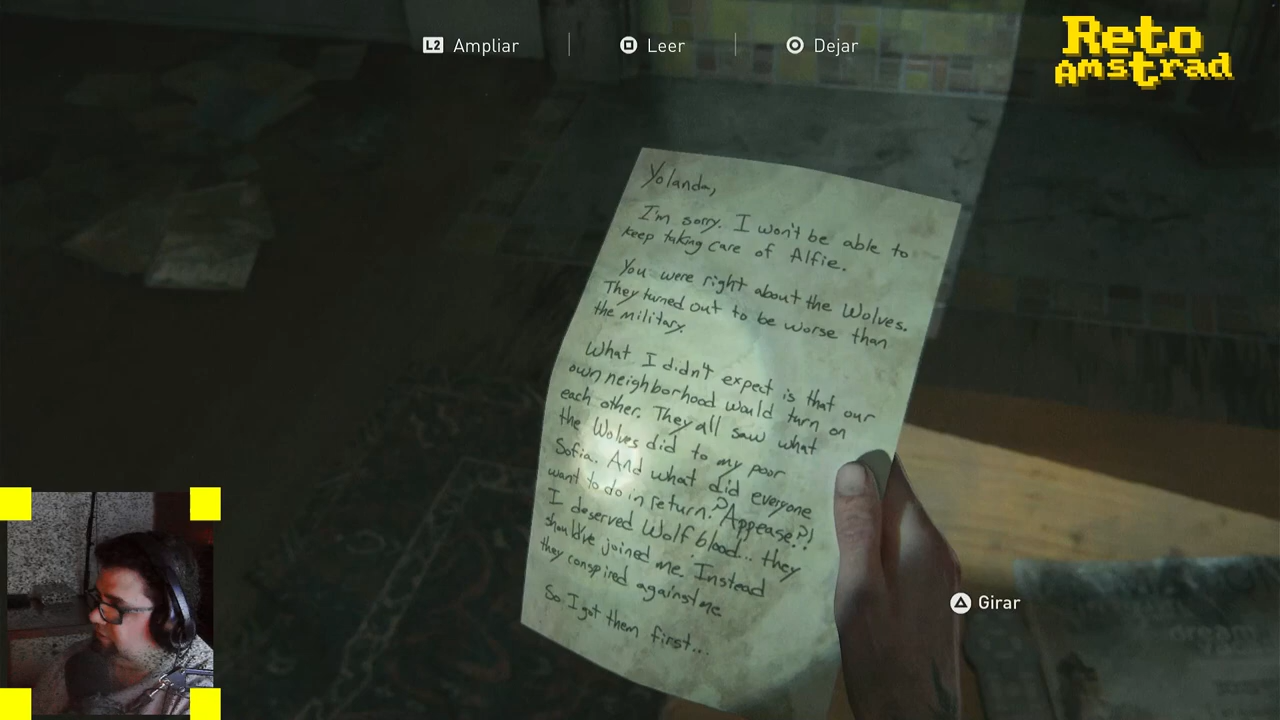 L2 Ampliar
Leer
Dejar
Reto
Amstrad
Yolanda,
I'm sorry. I won't be able to
keep taking care of Alfie.
You were right about the Wolves.
They turned out to be worse than
the military.
What I didn't expect is that our
own neighborhood would turn on
each other. They all saw what
the Wolves did to my poor
Sofia. And what did everyone
want to do in return? Appease?!
I deserved Wolf blood... they
should've joined me. Instead
they conspired against me
So I got them first...
Girar